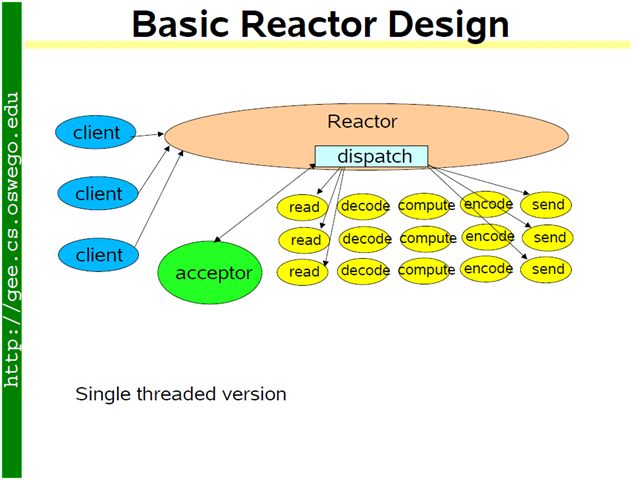 Basic Reactor Design
http://gee.cs.oswego.edu
client
Reactor
dispatch
client
client
read decode compute encode send
read decode compute encode send
read decode compute encode send
acceptor
Single threaded version